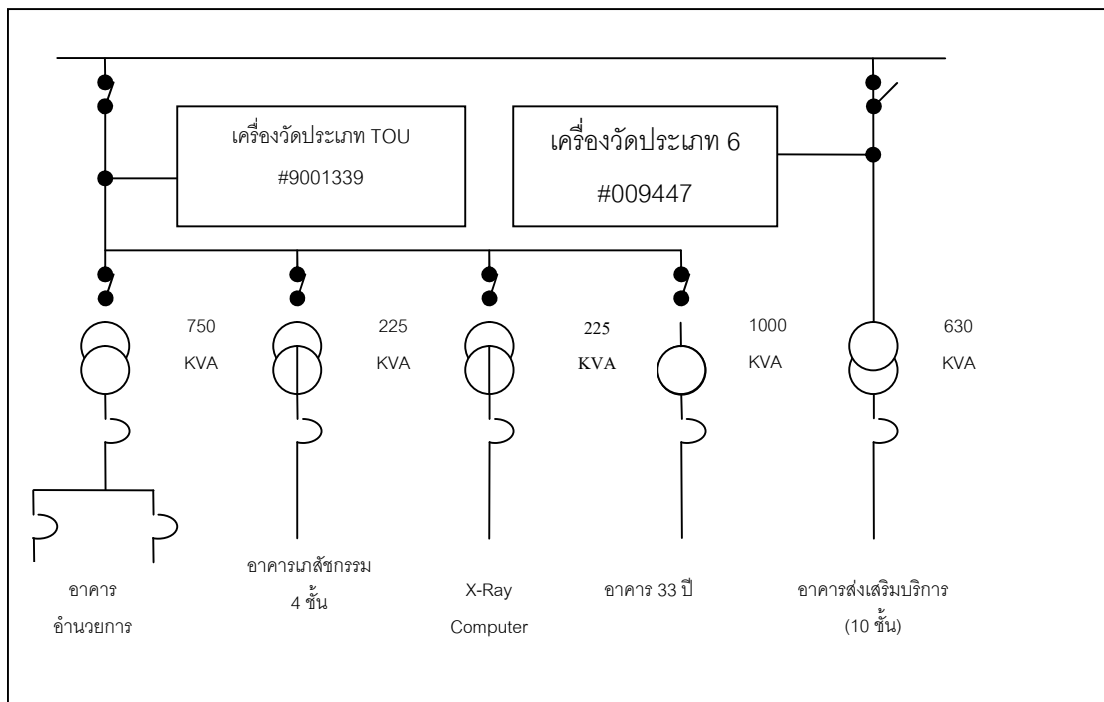 เครื่องวัดประเภท TOU
#9001339
เครื่องวัดประเภท 6
#009447
750
KVA
225
KVA
225
KVA
1000
KVA
630
KVA
อาคาร
อำนวยการ
อาคารเภสัชกรรม
4 ชั้น
X-Ray
Computer
อาคาร 33 ปี
อาคารส่งเสริมบริการ
(10 ชั้น)